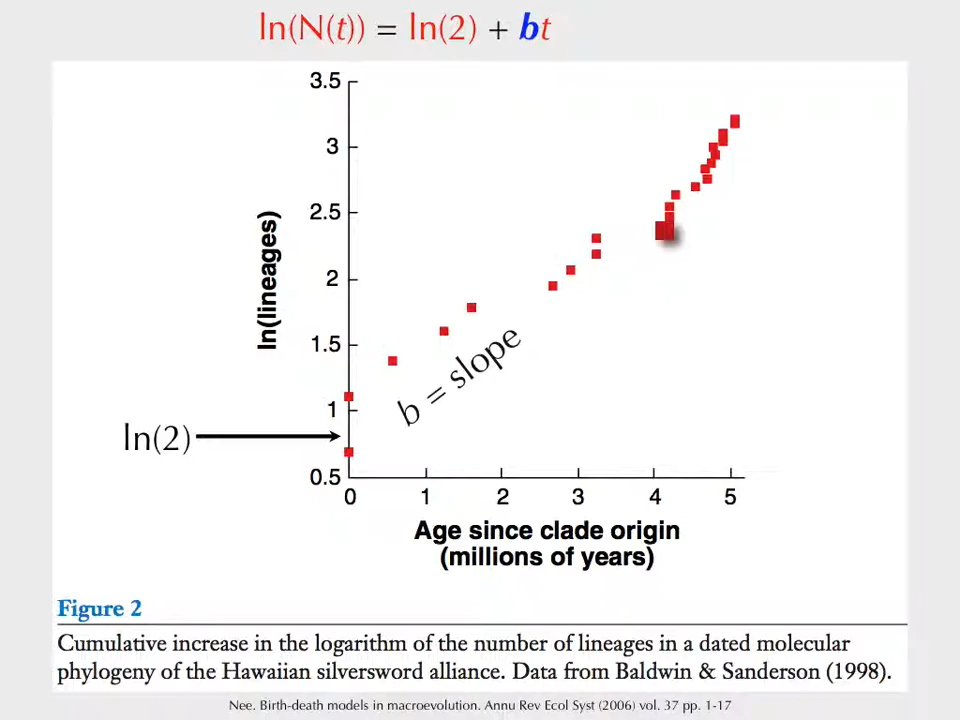 ln(N(t)) = ln(2) + bt
3.5
3
2.5
2
1.5
1
0.5
ln(lineages)
b = slope
ln(2)
0 1 2 3 4 5
Age since clade origin
(millions of years)
Figure 2
Cumulative increase in the logarithm of the number of lineages in a dated molecular
phylogeny of the Hawaiian silversword alliance. Data from Baldwin & Sanderson (1998).
Nee. Birth-death models in macroevolution. Annu Rev Ecol Syst (2006) vol. 37 pp. 1-17